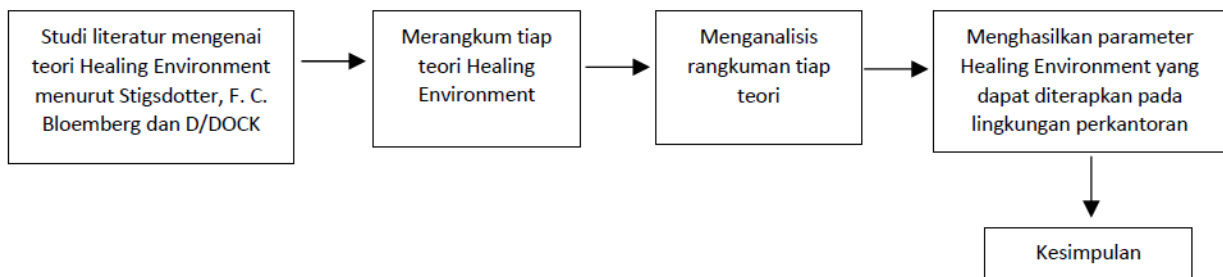 Studi literatur mengenai
teori Healing Environment
menurut Stigsdotter, F. C.
Bloemberg dan D/DOCK
Merangkum tiap
teori Healing
Environment
Menganalisis
rangkuman tiap
teori
Menghasilkan parameter
Healing Environment yang
dapat diterapkan pada
lingkungan perkantoran
Kesimpulan